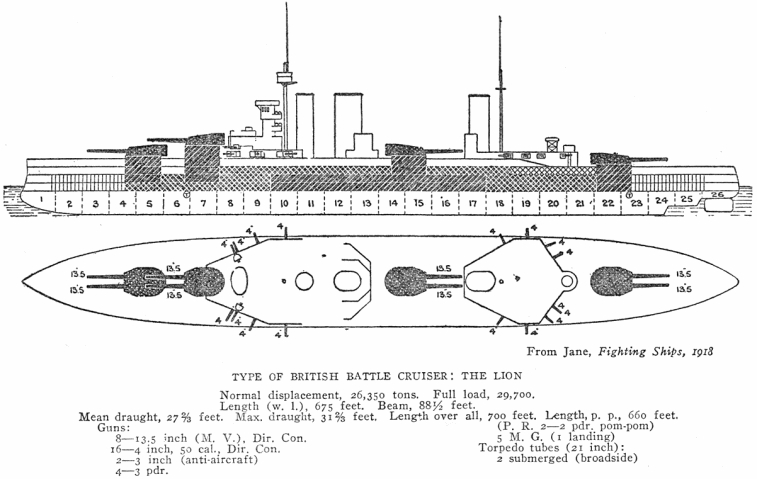 1 2 3 4 5 6 7 8 9 10 11 12 13 14 15 16 17 18 19 20 21 22 23 24 25 26
4" 4" 4" 4" 4 4 4
13.5 13.5 13.5 13.5
13.5 13.5 13.5 13.5
4" 4" 4" 4" 4" 4 4
From Jane, Fighting Ships, 1918
TYPE OF BRITISH BATTLE CRUISER: THE LION
Normal displacement, 26,350 tons. Full load, 29,700.
Length (w. l.), 675 feet. Beam, 88½ feet.
Mean draught, 27⅔ feet. Max. draught, 31⅔ feet. Length over all, 700 feet. Length, p. p., 660 feet.
Guns:
8—13.5 inch (M. V.), Dir. Con.
16—4 inch, 50 cal., Dir. Con.
2—3 inch (anti-aircraft)
4—3 pdr.
(P. R. 2—2 pdr. pom-pom)
5 M. G. (1 landing)
Torpedo tubes (21 inch):
2 submerged (broadside)